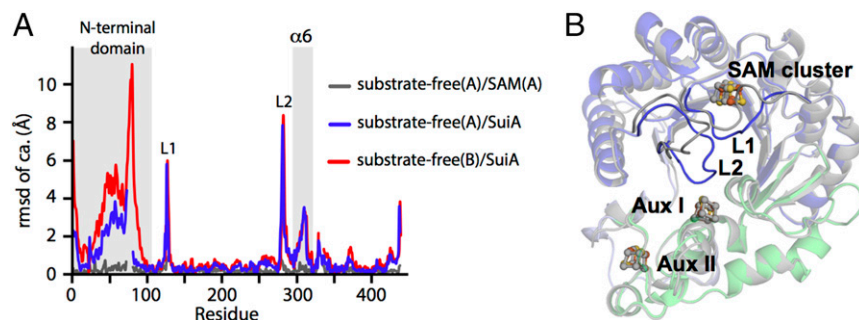 A
N-terminal
domain
α6
10
8
6
4
2
0
rmsd of ca. (Å)
L1
L2
0
100
200
300
400
Residue
substrate-free(A)/SAM(A)
substrate-free(A)/SuiA
substrate-free(B)/SuiA
B
SAM cluster
L1
L2
Aux I
Aux II